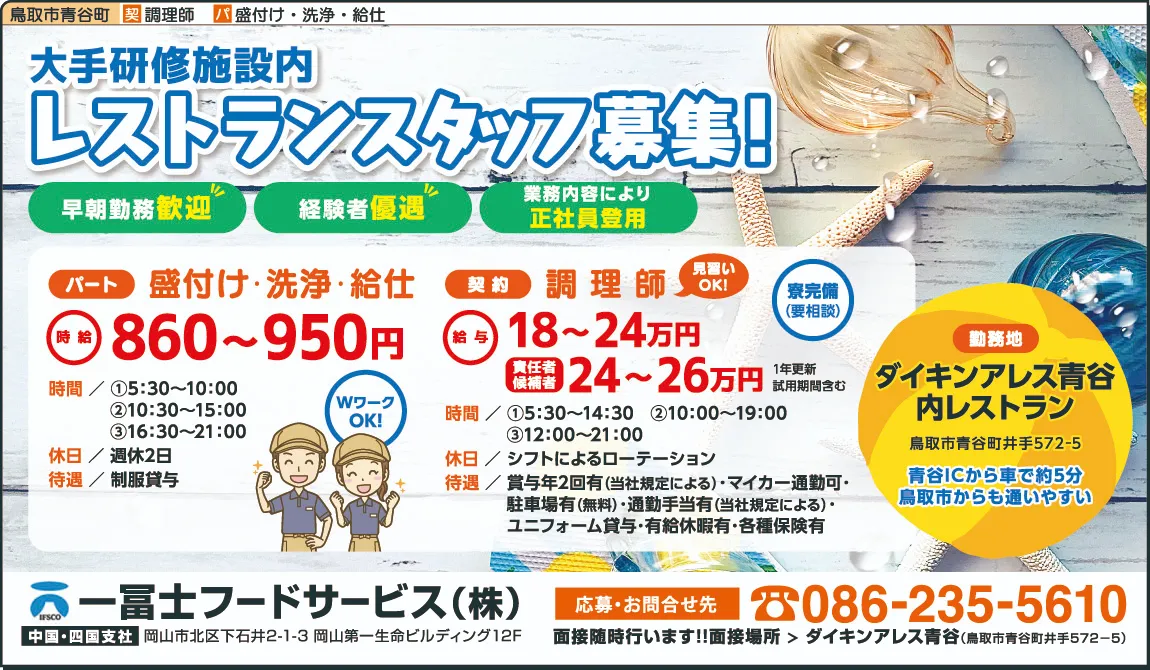 鳥取市青谷町 契 調理師 パ 盛付け・洗浄・給仕
大手研修施設内
レストランスタッフ募集!
早朝勤務歓迎
経験者優遇
業務内容により
正社員登用
パート 盛付け・洗浄・給仕
時給 860〜950円
時間／①5:30〜10:00
②10:30〜15:00
③16:30〜21:00
休日／週休2日
待遇／制服貸与
Wワーク
OK!
契約 調理師
見習い
OK!
給与 18〜24万円
責任者
候補者 24〜26万円
1年更新
試用期間含む
時間／①5:30〜14:30 ②10:00〜19:00
③12:00〜21:00
休日／シフトによるローテーション
待遇／賞与年2回有(当社規定による)・マイカー通勤可・
駐車場有(無料)・通勤手当有(当社規定による)・
ユニフォーム貸与・有給休暇有・各種保険有
寮完備
(要相談)
勤務地
ダイキンアレス青谷
内レストラン
鳥取市青谷町井手572-5
青谷ICから車で約5分
鳥取市からも通いやすい
IFSCO
一冨士フードサービス(株)
中国・四国支社 岡山市北区下石井2-1-3 岡山第一生命ビルディング12F
応募・お問合せ先 ☎086-235-5610
面接随時行います!!面接場所 > ダイキンアレス青谷(鳥取市青谷町井手572-5)